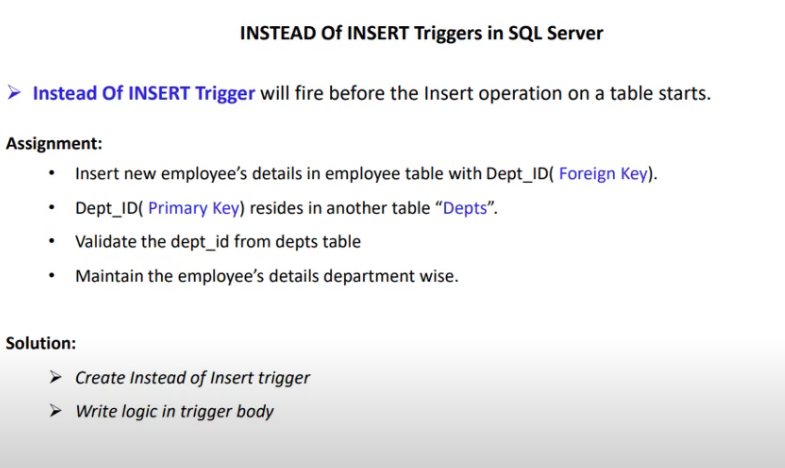 INSTEAD Of INSERT Triggers in SQL Server
➢ Instead Of INSERT Trigger will fire before the Insert operation on a table starts.
Assignment:
• Insert new employee’s details in employee table with Dept_ID( Foreign Key).
• Dept_ID( Primary Key) resides in another table “Depts”.
• Validate the dept_id from depts table
• Maintain the employee’s details department wise.
Solution:
➢ Create Instead of Insert trigger
➢ Write logic in trigger body